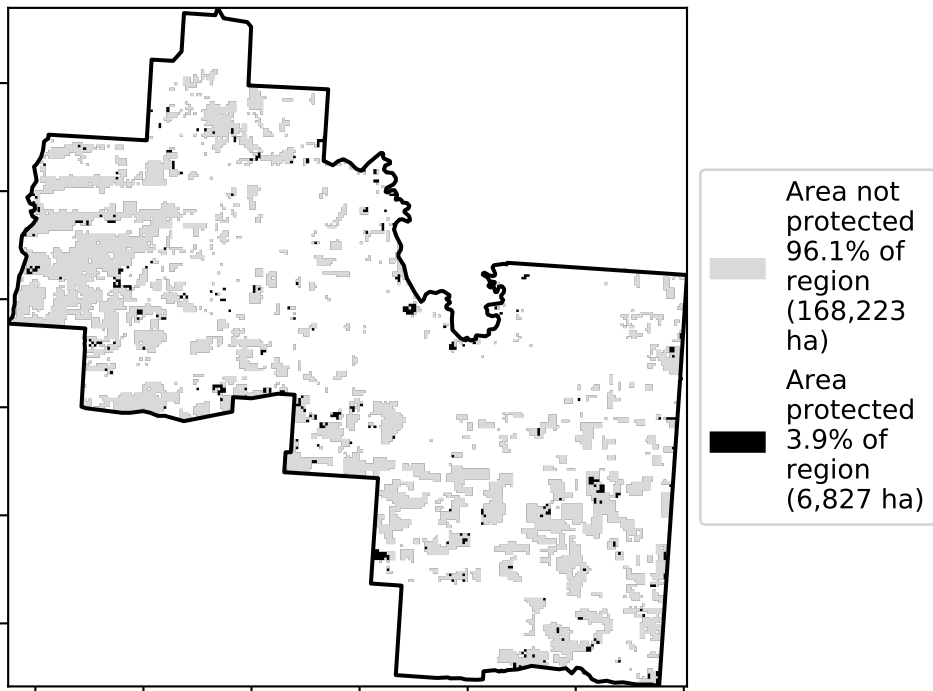 Area not
protected
96.1% of
region
(168,223
ha)
Area
protected
3.9% of
region
(6,827 ha)